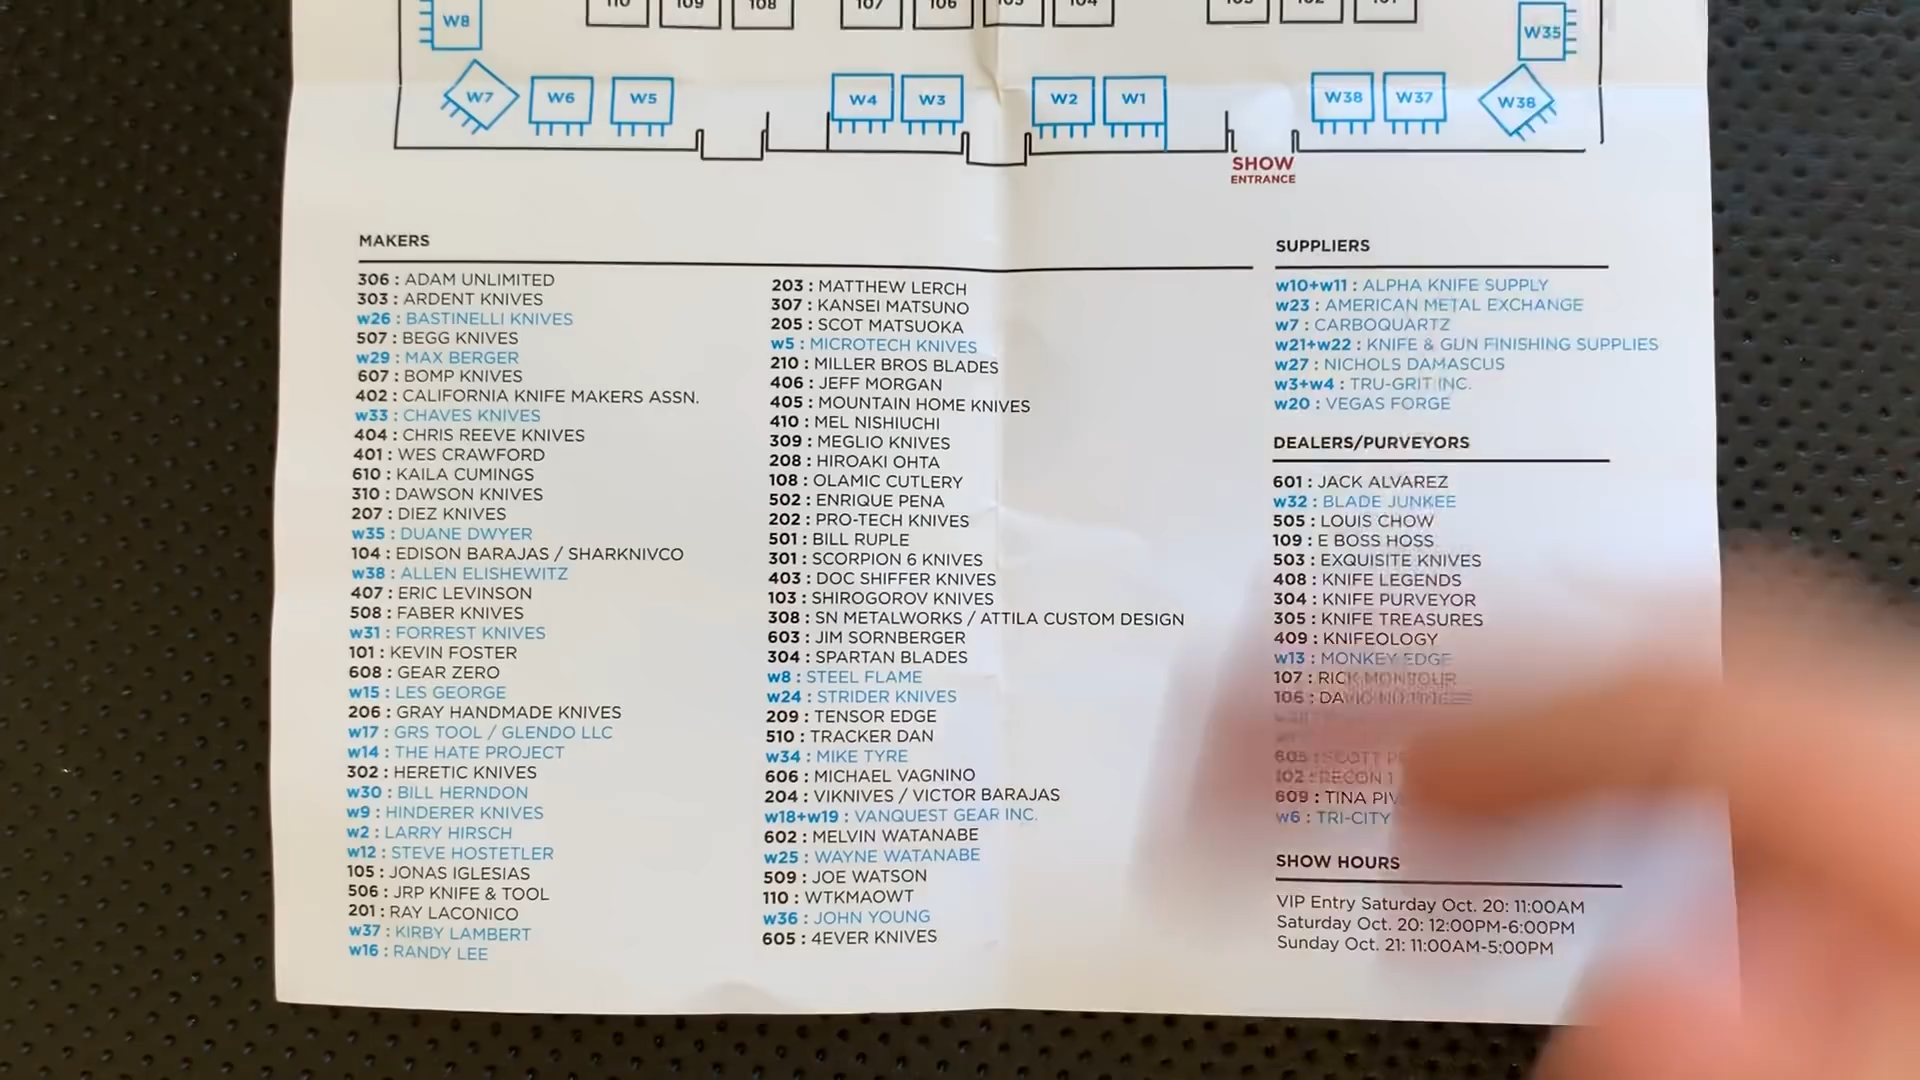 110 109 108 107 106 105 104 103 102 101
W8 W35
W7 W6 W5 W4 W3 W2 W1 W38 W37 W38
SHOW
ENTRANCE
MAKERS
306 : ADAM UNLIMITED
303 : ARDENT KNIVES
w26 : BASTINELLI KNIVES
507 : BEGG KNIVES
w29 : MAX BERGER
607 : BOMP KNIVES
402 : CALIFORNIA KNIFE MAKERS ASSN.
w33 : CHAVES KNIVES
404 : CHRIS REEVE KNIVES
401 : WES CRAWFORD
610 : KAILA CUMINGS
310 : DAWSON KNIVES
207 : DIEZ KNIVES
w35 : DUANE DWYER
104 : EDISON BARAJAS / SHARKNIVCO
w38 : ALLEN ELISHEWITZ
407 : ERIC LEVINSON
508 : FABER KNIVES
w31 : FORREST KNIVES
101 : KEVIN FOSTER
608 : GEAR ZERO
w15 : LES GEORGE
206 : GRAY HANDMADE KNIVES
w17 : GRS TOOL / GLENDO LLC
w14 : THE HATE PROJECT
302 : HERETIC KNIVES
w30 : BILL HERNDON
w9 : HINDERER KNIVES
w2 : LARRY HIRSCH
w12 : STEVE HOSTETLER
105 : JONAS IGLESIAS
506 : JRP KNIFE & TOOL
201 : RAY LACONICO
w37 : KIRBY LAMBERT
w16 : RANDY LEE
203 : MATTHEW LERCH
307 : KANSEI MATSUNO
205 : SCOT MATSUOKA
w5 : MICROTECH KNIVES
210 : MILLER BROS BLADES
406 : JEFF MORGAN
405 : MOUNTAIN HOME KNIVES
410 : MEL NISHIUCHI
309 : MEGLIO KNIVES
208 : HIROAKI OHTA
108 : OLAMIC CUTLERY
502 : ENRIQUE PENA
202 : PRO-TECH KNIVES
501 : BILL RUPLE
301 : SCORPION 6 KNIVES
403 : DOC SHIFFER KNIVES
103 : SHIROGOROV KNIVES
308 : SN METALWORKS / ATTILA CUSTOM DESIGN
603 : JIM SORNBERGER
304 : SPARTAN BLADES
w8 : STEEL FLAME
w24 : STRIDER KNIVES
209 : TENSOR EDGE
510 : TRACKER DAN
w34 : MIKE TYRE
606 : MICHAEL VAGNINO
204 : VIKNIVES / VICTOR BARAJAS
w18+w19 : VANQUEST GEAR INC.
602 : MELVIN WATANABE
w25 : WAYNE WATANABE
509 : JOE WATSON
110 : WTKMAOWT
w36 : JOHN YOUNG
605 : 4EVER KNIVES
SUPPLIERS
w10+w11 : ALPHA KNIFE SUPPLY
w23 : AMERICAN METAL EXCHANGE
w7 : CARBOQUARTZ
w21+w22 : KNIFE & GUN FINISHING SUPPLIES
w27 : NICHOLS DAMASCUS
w3+w4 : TRU-GRIT INC.
w20 : VEGAS FORGE
DEALERS/PURVEYORS
601 : JACK ALVAREZ
w32 : BLADE JUNKEE
505 : LOUIS CHOW
109 : E BOSS HOSS
503 : EXQUISITE KNIVES
408 : KNIFE LEGENDS
304 : KNIFE PURVEYOR
305 : KNIFE TREASURES
409 : KNIFEOLOGY
w13 : MONKEY EDGE
107 : RICK MONTOUR
106 :
SCOTT
102 : RECON 1
609 : TINA
w6 : TRI-CITY
SHOW HOURS
VIP Entry Saturday Oct. 20: 11:00AM
Saturday Oct. 20: 12:00PM-6:00PM
Sunday Oct. 21: 11:00AM-5:00PM